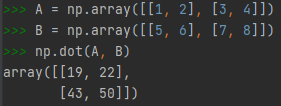 >>> A = np.array([[1, 2], [3, 4]])
>>> B = np.array([[5, 6], [7, 8]])
>>> np.dot(A, B)
array([[19, 22],
       [43, 50]])